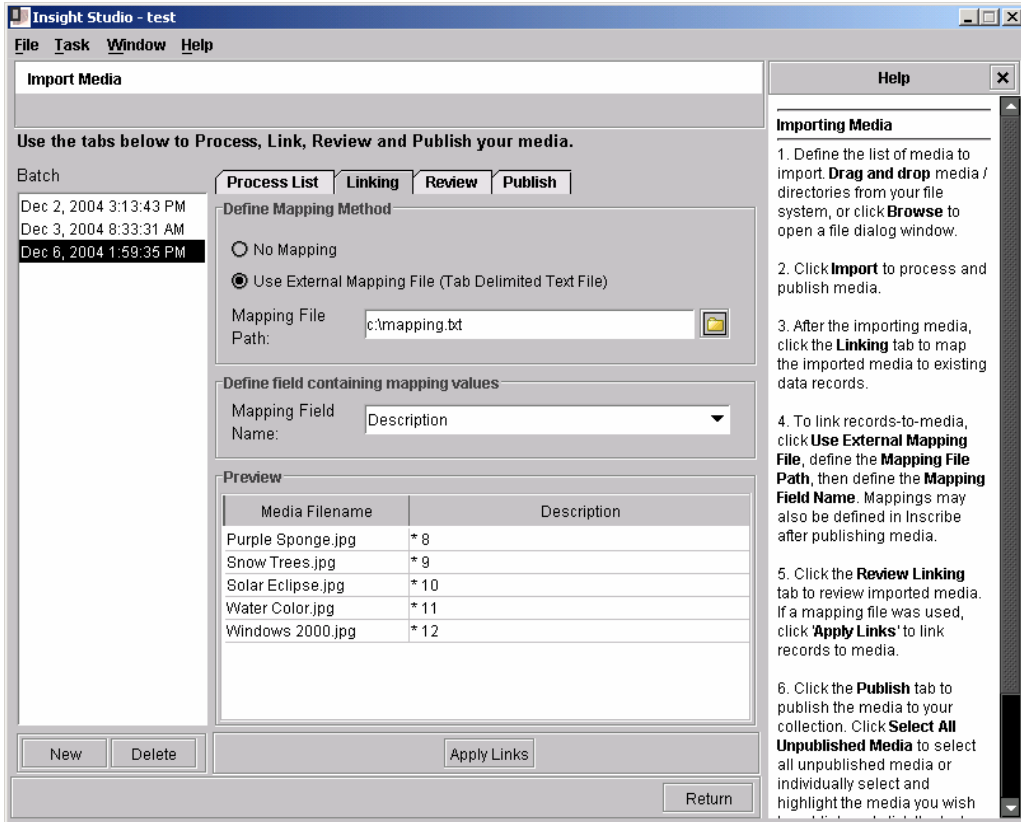 Insight Studio - test
File Task Window Help
Import Media
Use the tabs below to Process, Link, Review and Publish your media.
Batch
Dec 2, 2004 3:13:43 PM
Dec 3, 2004 8:33:31 AM
Dec 6, 2004 1:59:35 PM
New Delete
Process List Linking Review Publish
Define Mapping Method
No Mapping
Use External Mapping File (Tab Delimited Text File)
Mapping File
Path:
c:\mapping.txt
Define field containing mapping values
Mapping Field
Name:
Description
Preview
Media Filename Description
Purple Sponge.jpg * 8
Snow Trees.jpg * 9
Solar Eclipse.jpg * 10
Water Color.jpg * 11
Windows 2000.jpg * 12
Apply Links
Return
Help
Importing Media
1. Define the list of media to
import. Drag and drop media /
directories from your file
system, or click Browse to
open a file dialog window.
2. Click Import to process and
publish media.
3. After the importing media,
click the Linking tab to map
the imported media to existing
data records.
4. To link records-to-media,
click Use External Mapping
File, define the Mapping File
Path, then define the Mapping
Field Name. Mappings may
also be defined in Inscribe
after publishing media.
5. Click the Review Linking
tab to review imported media.
If a mapping file was used,
click 'Apply Links' to link
records to media.
6. Click the Publish tab to
publish the media to your
collection. Click Select All
Unpublished Media to select
all unpublished media or
individually select and
highlight the media you wish